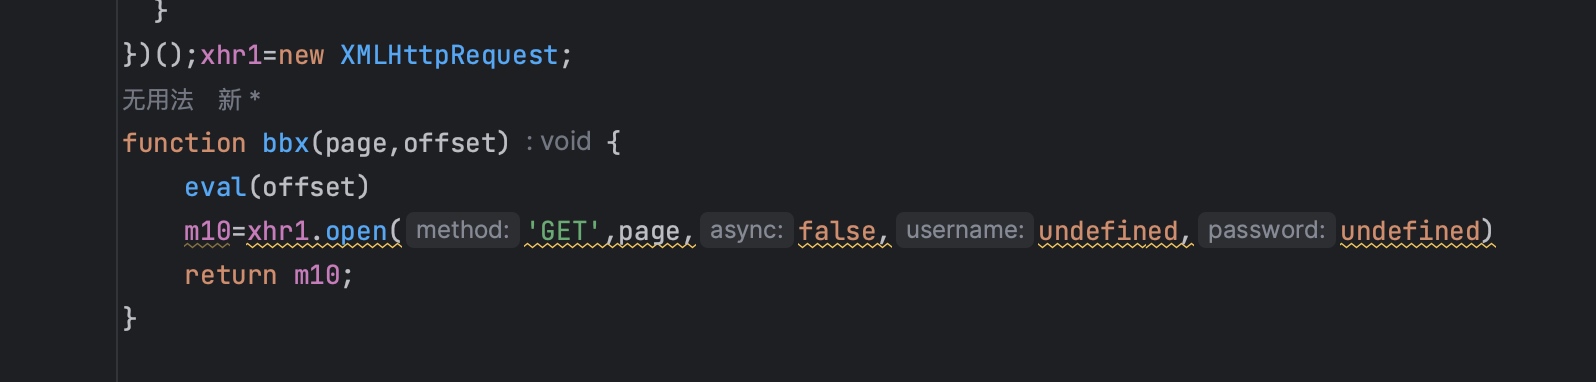 }
})();xhr1=new XMLHttpRequest;
无用法 新 *
function bbx(page,offset) : void {
eval(offset)
m10=xhr1.open( method: 'GET',page, async: false, username: undefined, password: undefined)
return m10;
}